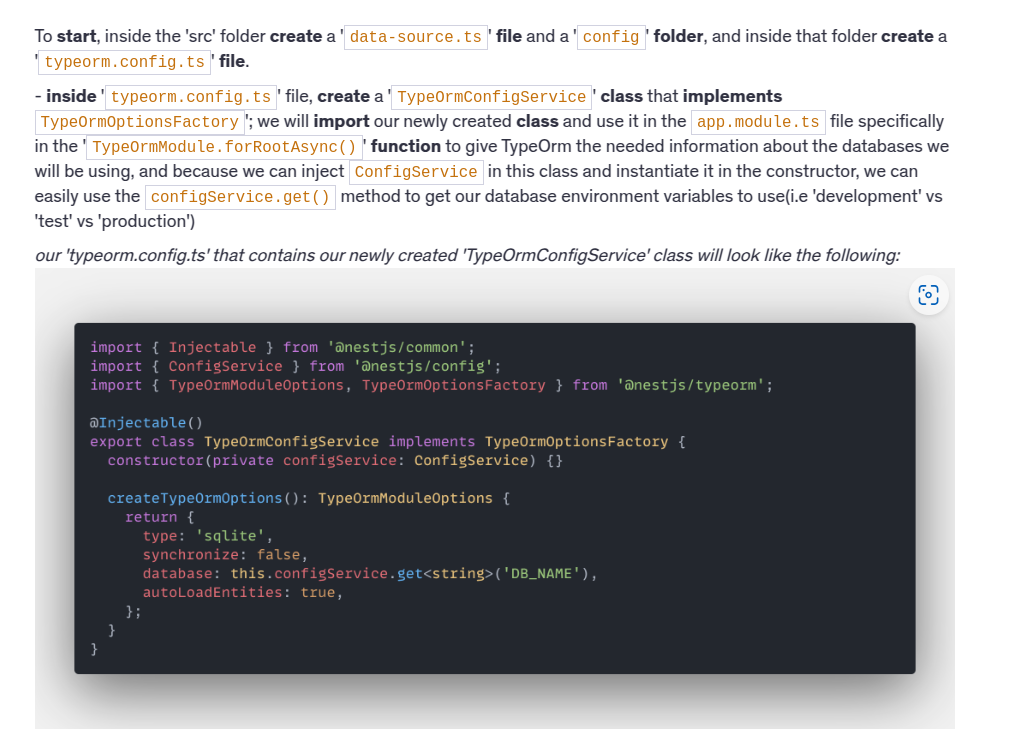 To start, inside the 'src' folder create a 'data-source.ts' file and a 'config' folder, and inside that folder create a
'typeorm.config.ts' file.
- inside 'typeorm.config.ts' file, create a 'TypeOrmConfigService' class that implements
TypeOrmOptionsFactory'; we will import our newly created class and use it in the app.module.ts file specifically
in the 'TypeOrmModule.forRootAsync()' function to give TypeOrm the needed information about the databases we
will be using, and because we can inject ConfigService in this class and instantiate it in the constructor, we can
easily use the configService.get() method to get our database environment variables to use(i.e 'development' vs
'test' vs 'production')
our 'typeorm.config.ts' that contains our newly created 'TypeOrmConfigService' class will look like the following:
import { Injectable } from '@nestjs/common';
import { ConfigService } from '@nestjs/config';
import { TypeOrmModuleOptions, TypeOrmOptionsFactory } from '@nestjs/typeorm';
@Injectable()
export class TypeOrmConfigService implements TypeOrmOptionsFactory {
constructor(private configService: ConfigService) {}
createTypeOrmOptions(): TypeOrmModuleOptions {
return {
type: 'sqlite',
synchronize: false,
database: this.configService.get<string>('DB_NAME'),
autoLoadEntities: true,
};
}
}